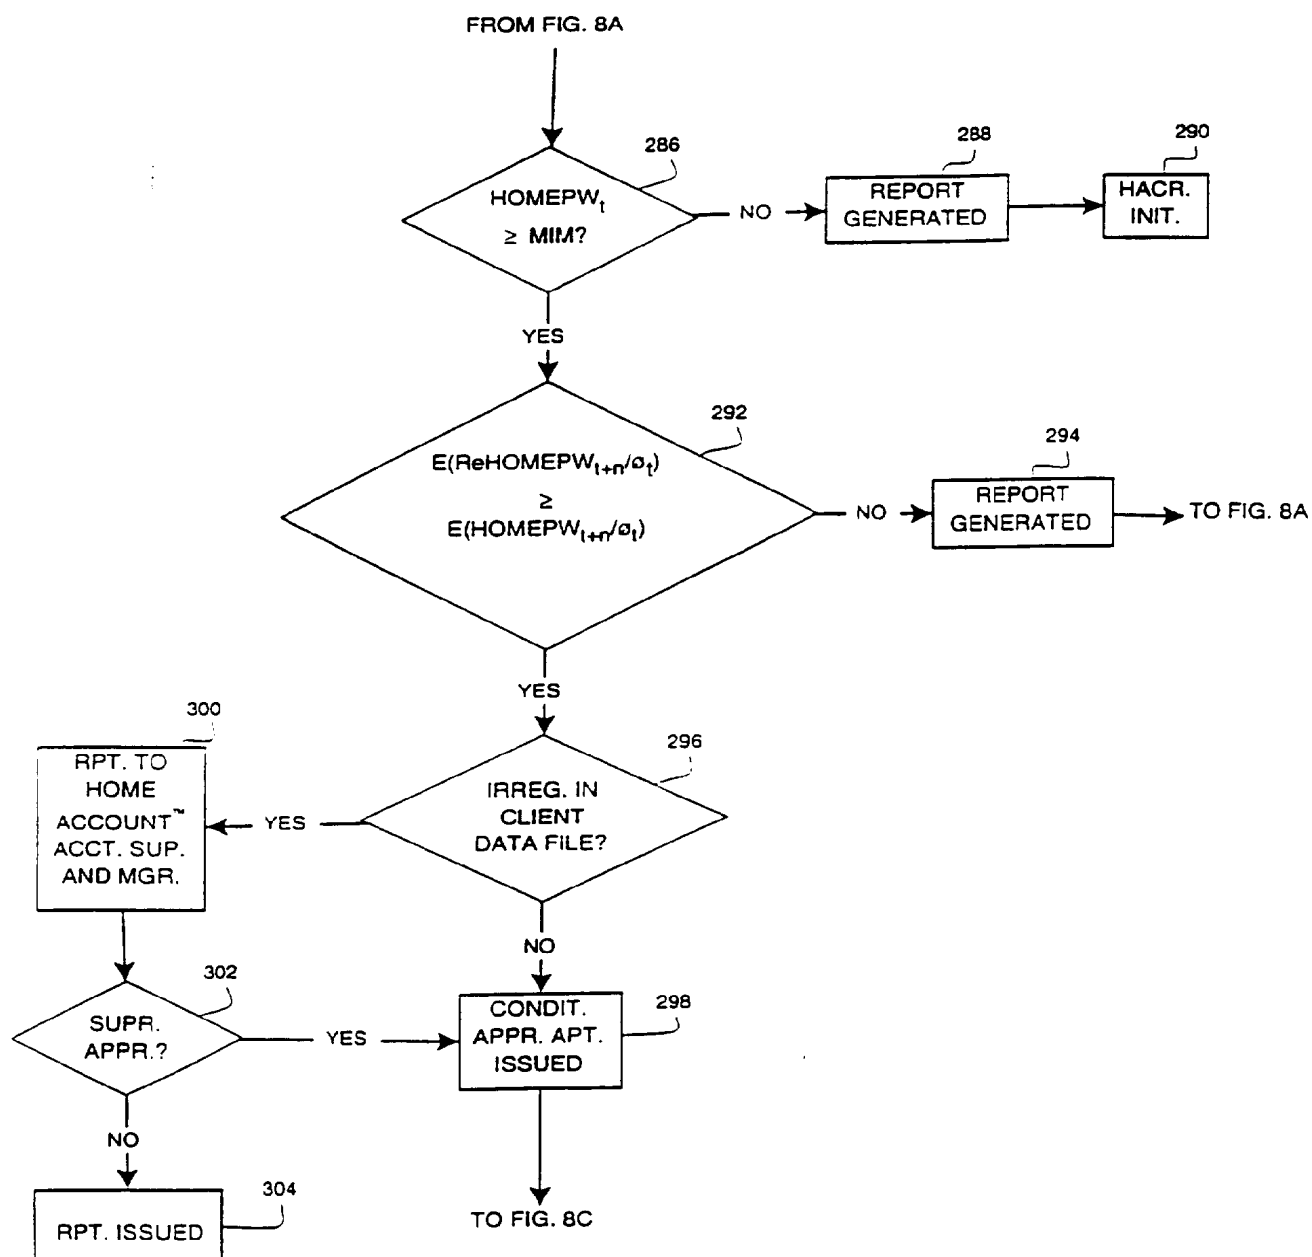 FROM FIG. 8A
286
HOMEPW_t
≥ MIM?
NO
288
REPORT
GENERATED
290
HACR.
INIT.
YES
292
E(ReHOMEPW_{t+n}/ø_t)
≥
E(HOMEPW_{t+n}/ø_t)
NO
294
REPORT
GENERATED
TO FIG. 8A
YES
300
RPT. TO
HOME
ACCOUNT™
ACCT. SUP.
AND MGR.
YES
296
IRREG. IN
CLIENT
DATA FILE?
NO
302
SUPR.
APPR.?
YES
298
CONDIT.
APPR. APT.
ISSUED
NO
304
RPT. ISSUED
TO FIG. 8C